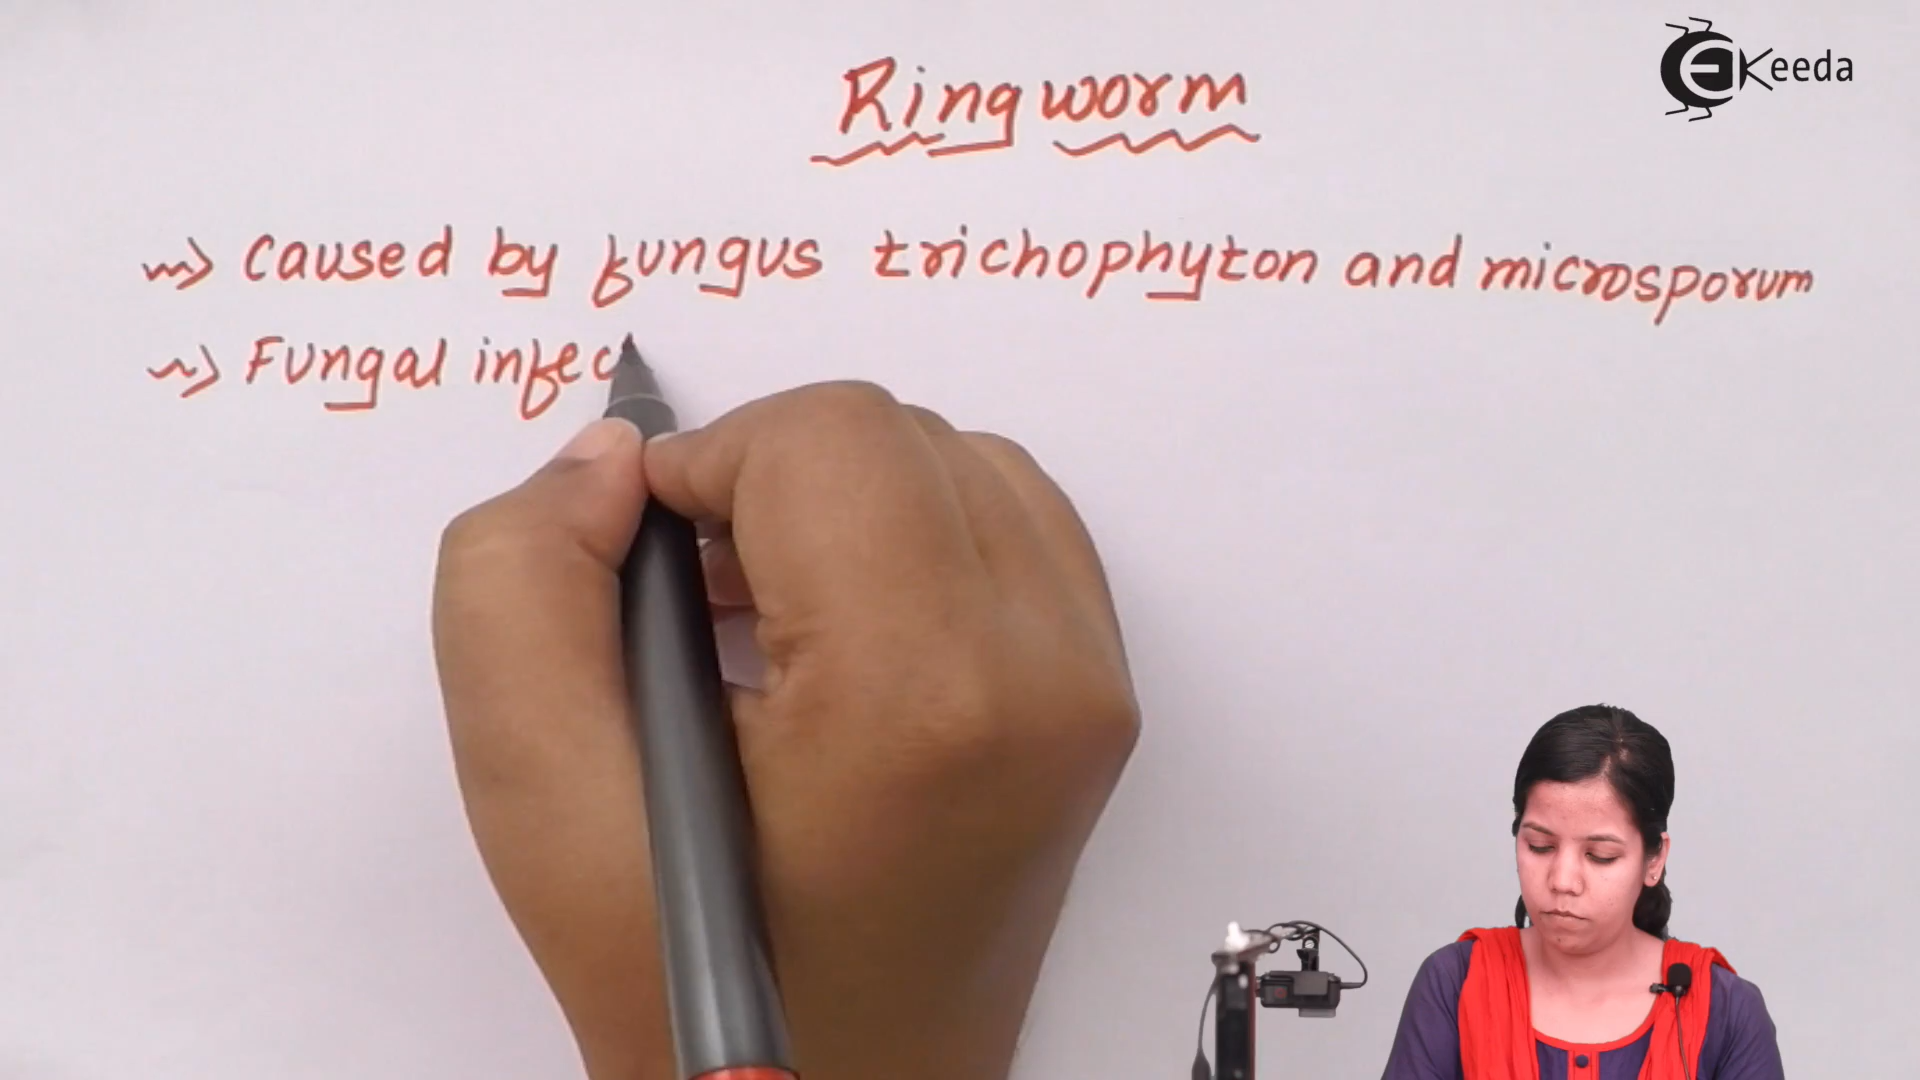 EKeeda
Ringworm
Caused by fungus trichophyton and microsporum
Fungal infec